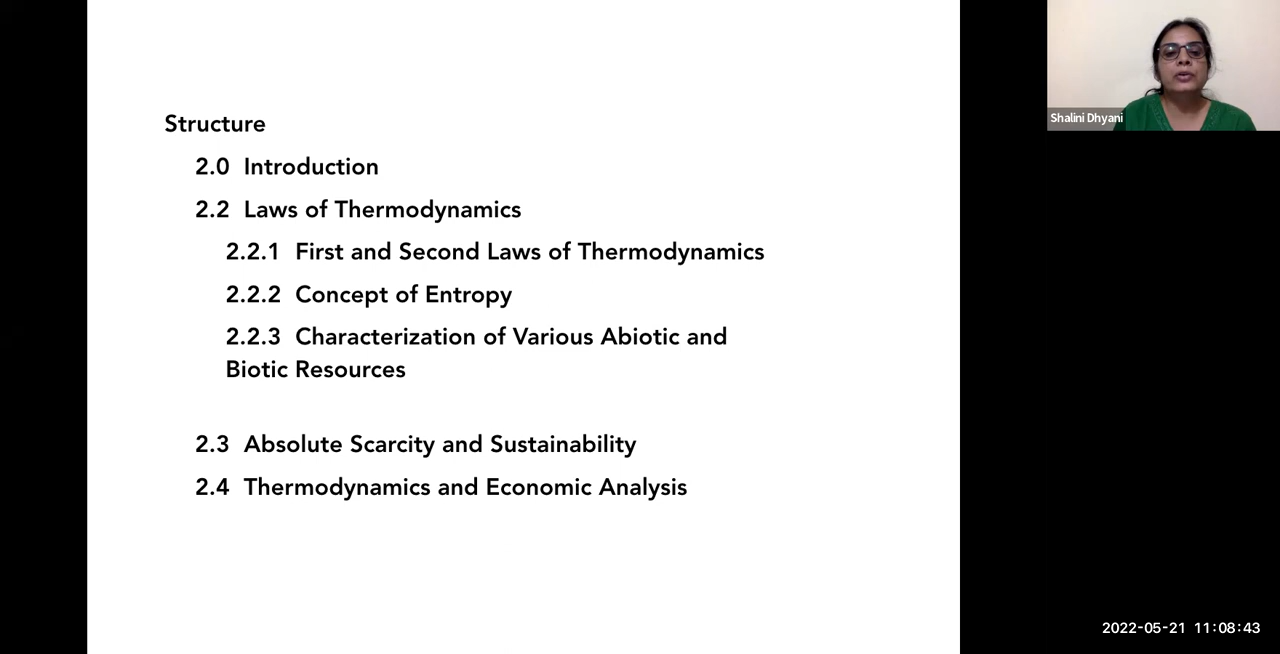 Structure
2.0 Introduction
2.2 Laws of Thermodynamics
2.2.1 First and Second Laws of Thermodynamics
2.2.2 Concept of Entropy
2.2.3 Characterization of Various Abiotic and
Biotic Resources
2.3 Absolute Scarcity and Sustainability
2.4 Thermodynamics and Economic Analysis
Shalini Dhyani
2022-05-21 11:08:43